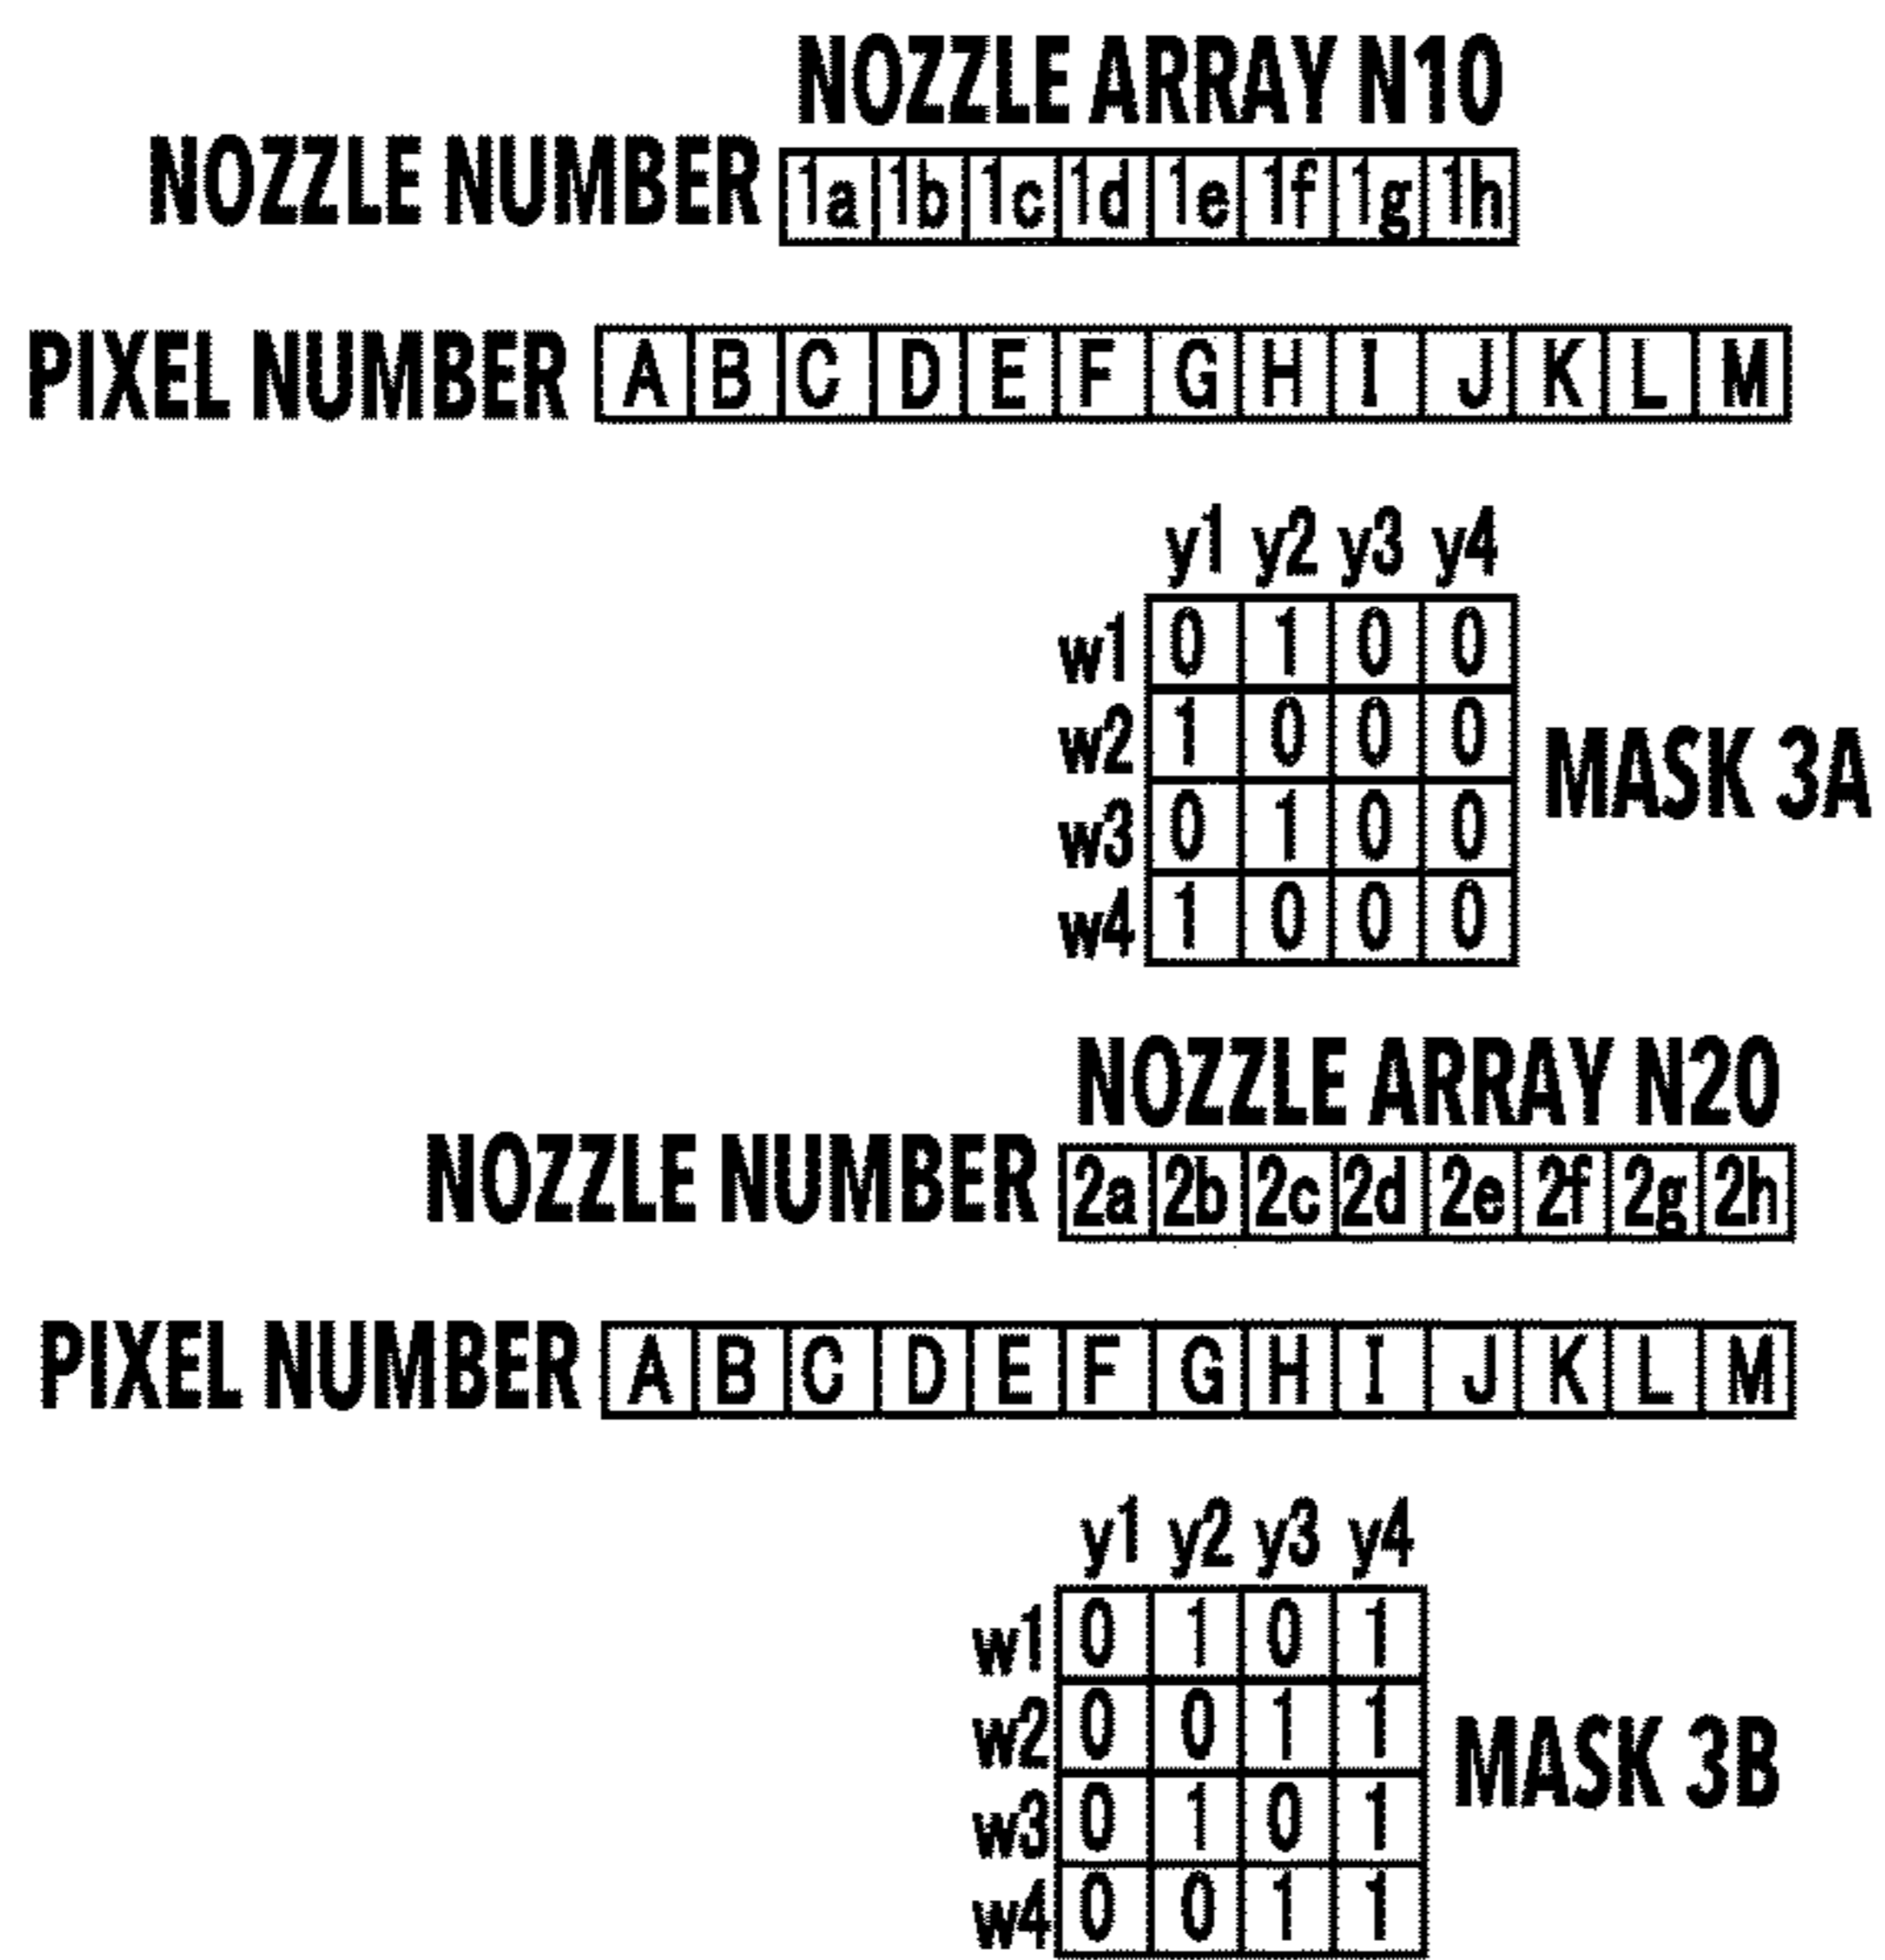 NOZZLE ARRAY N10
NOZZLE NUMBER 1a 1b 1c 1d 1e 1f 1g 1h
PIXEL NUMBER A B C D E F G H I J K L M
y1 y2 y3 y4
w1 0 1 0 0
w2 1 0 0 0
MASK 3A
w3 0 1 0 0
w4 1 0 0 0
NOZZLE ARRAY N20
NOZZLE NUMBER 2a 2b 2c 2d 2e 2f 2g 2h
PIXEL NUMBER A B C D E F G H I J K L M
y1 y2 y3 y4
w1 0 1 0 1
w2 0 0 1 1
MASK 3B
w3 0 1 0 1
w4 0 0 1 1